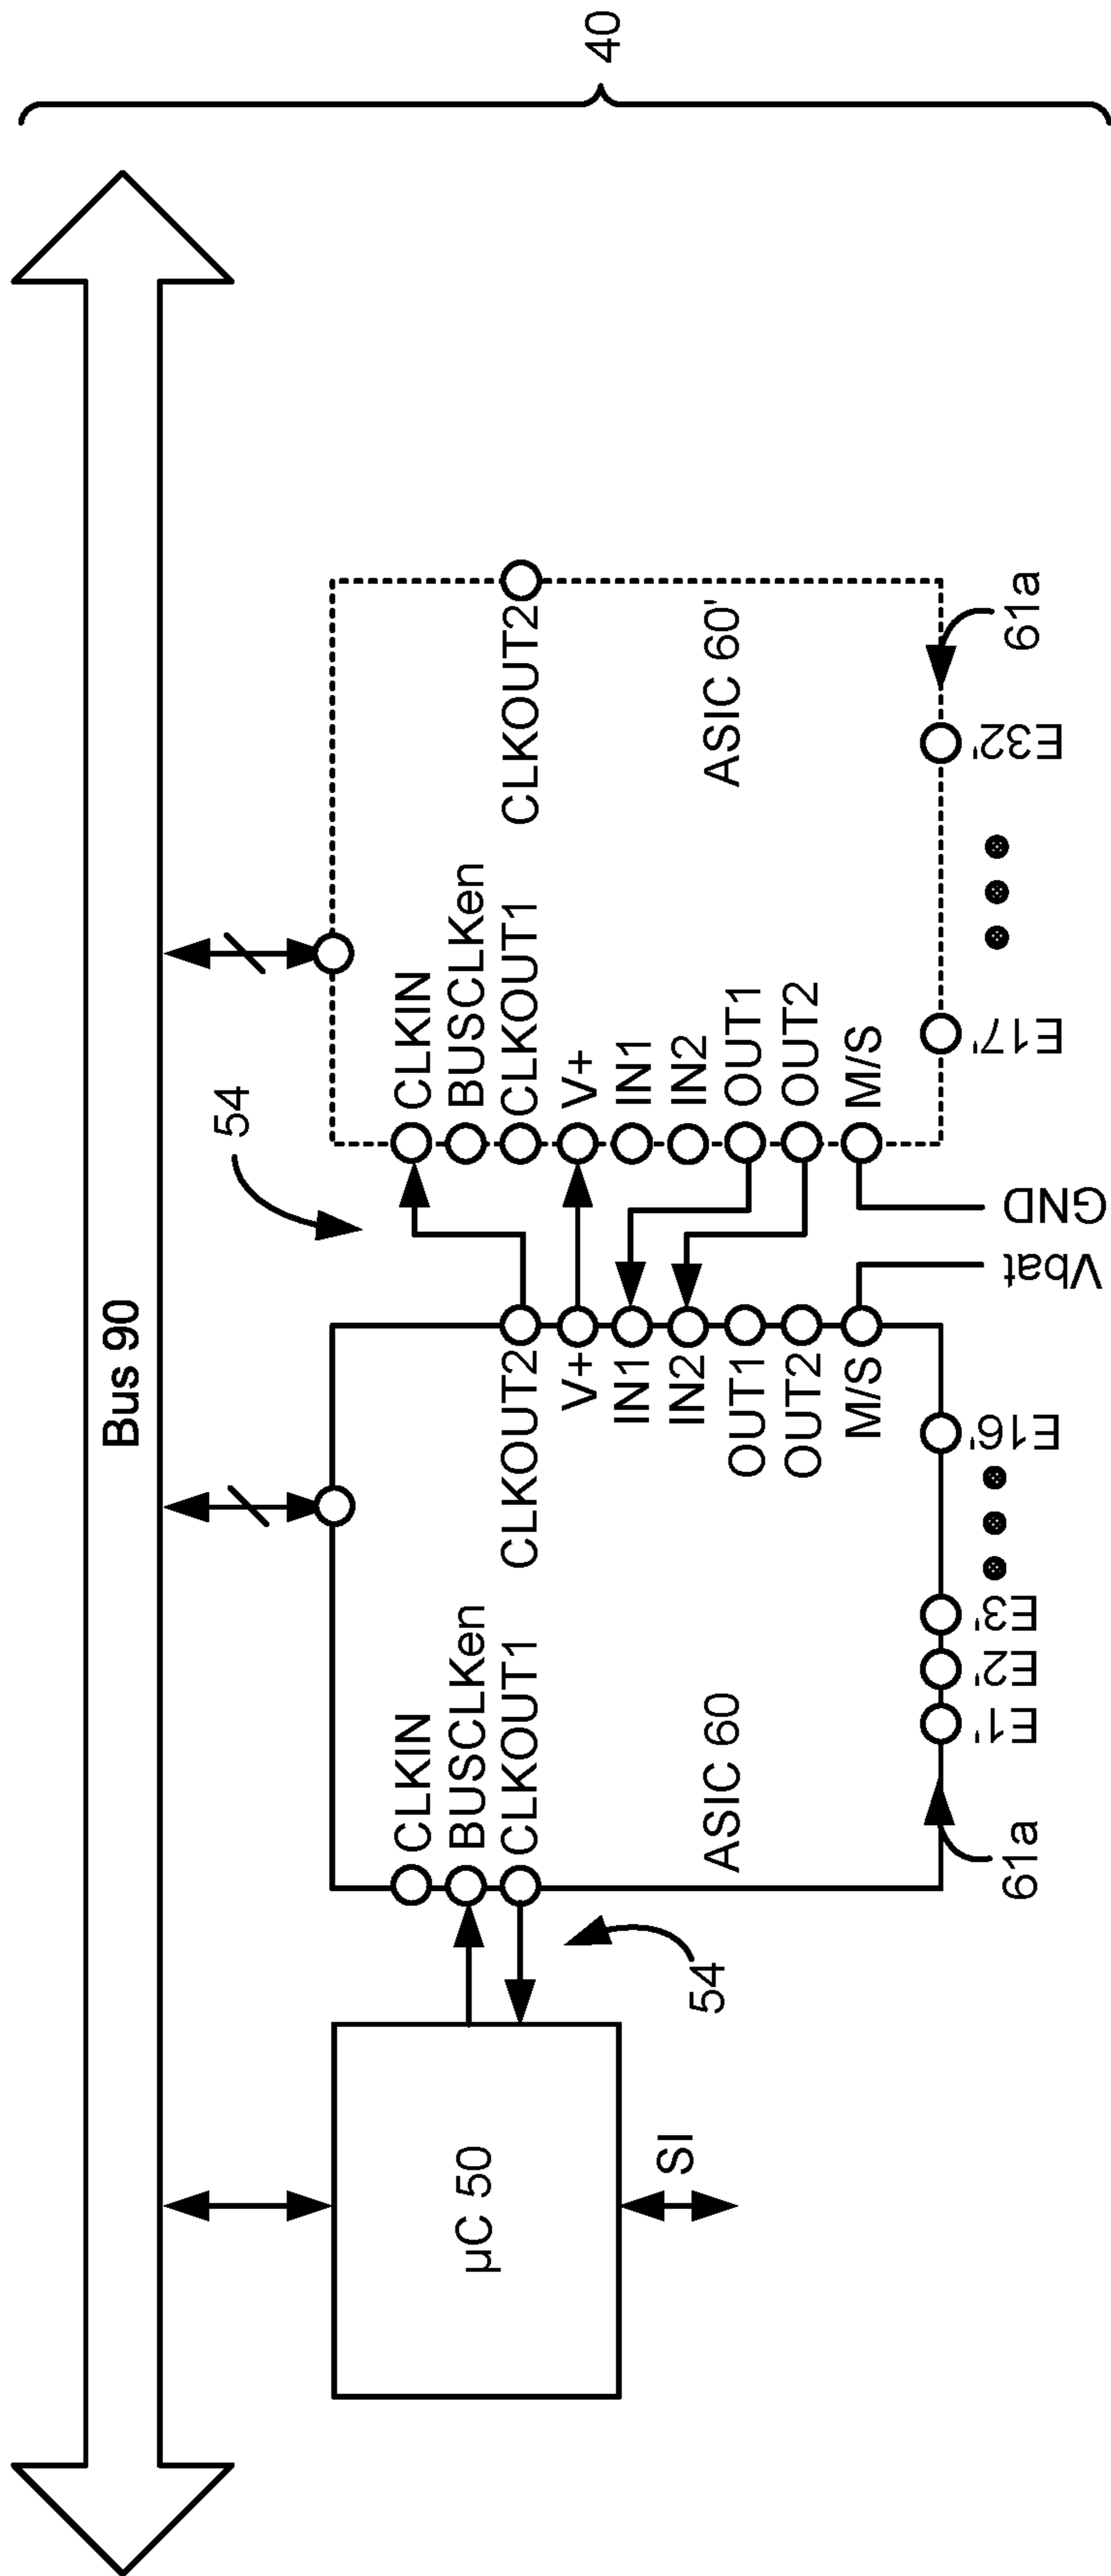 40
Bus 90
54
µC 50
SI
54
CLKIN
BUSCLKen
CLKOUT1
CLKOUT2
V+
IN1
IN2
OUT1
OUT2
M/S
ASIC 60
61a
E1'
E2'
E3'
E16'
Vbat
GND
CLKIN
BUSCLKen
CLKOUT1
V+
IN1
IN2
OUT1
OUT2
M/S
CLKOUT2
ASIC 60'
E17'
E32'
61a